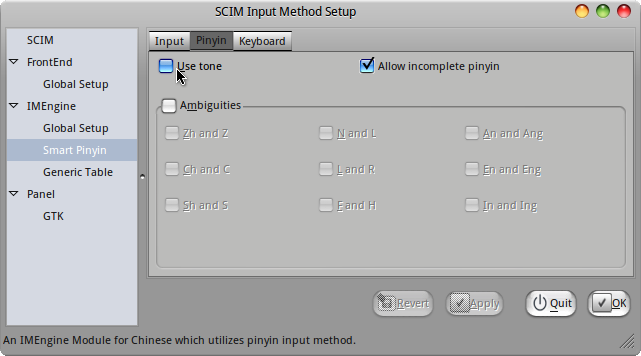 SCIM Input Method Setup
SCIM
FrontEnd
Global Setup
IMEngine
Global Setup
Smart Pinyin
Generic Table
Panel
GTK
Input Pinyin Keyboard
Use tone Allow incomplete pinyin
Ambiguities
Zh and Z N and L An and Ang
Ch and C L and R En and Eng
Sh and S F and H In and Ing
Revert Apply Quit OK
An IMEngine Module for Chinese which utilizes pinyin input method.